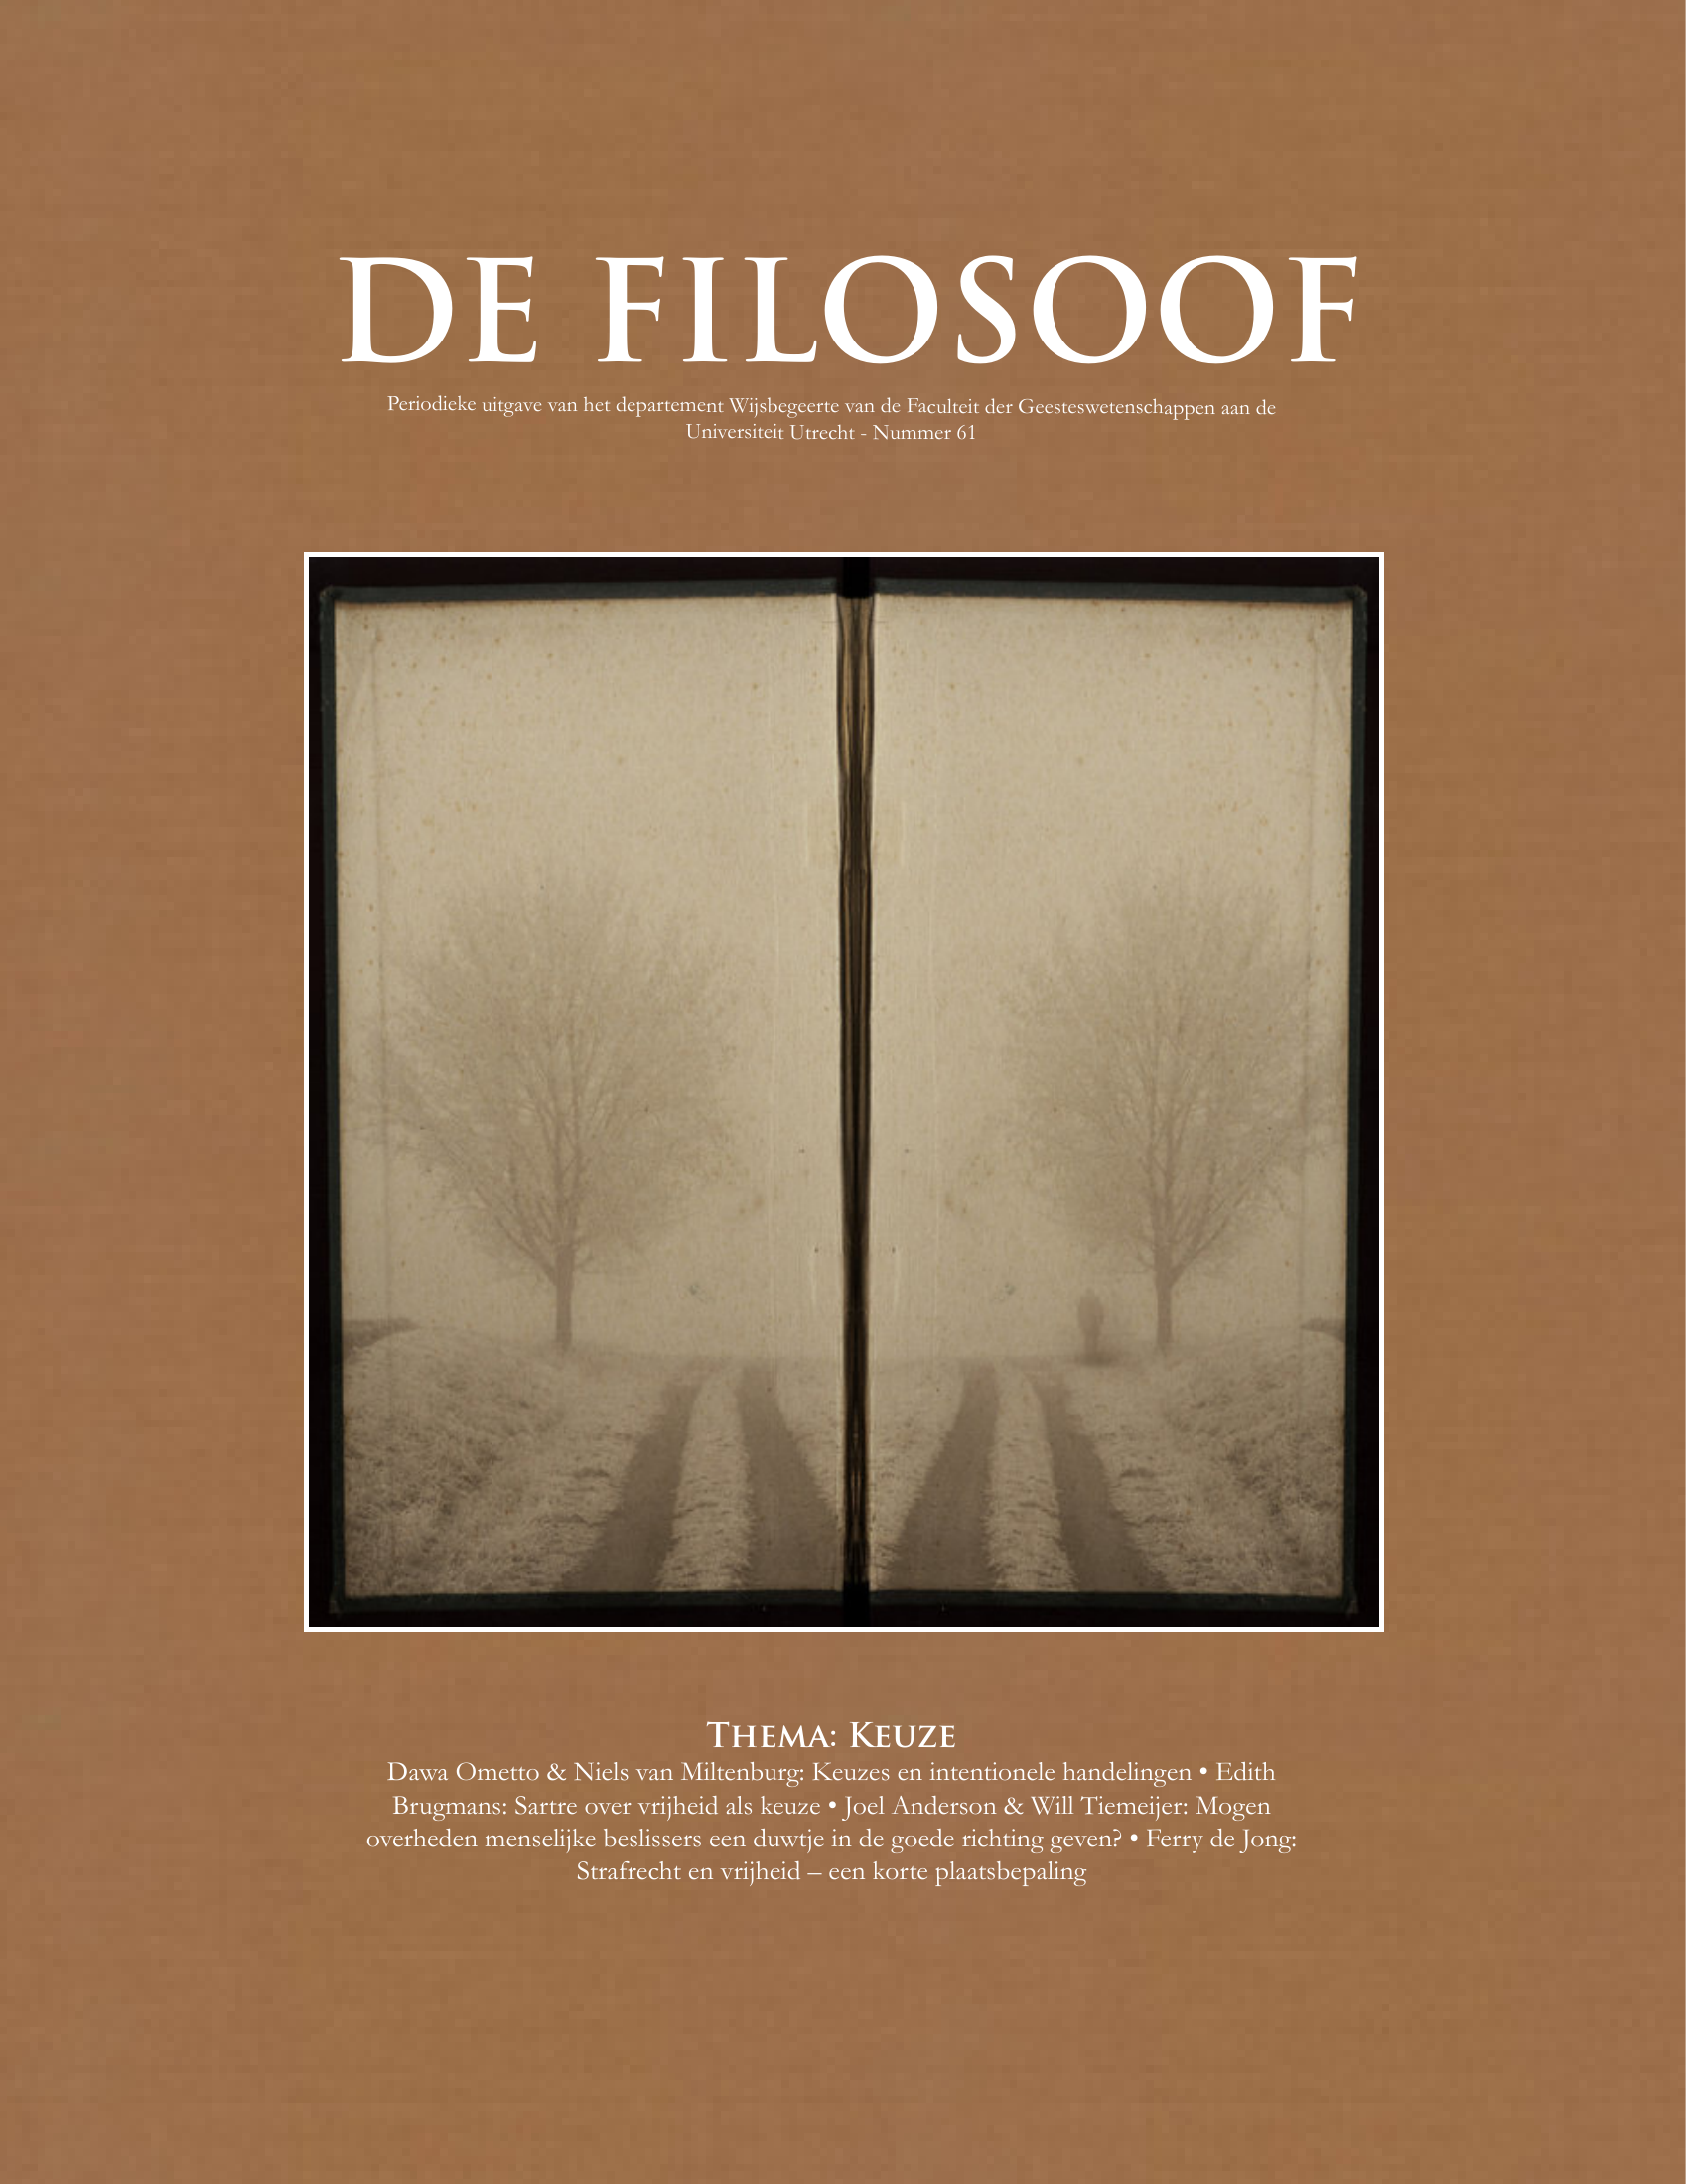 DE FILOSOOF
Periodieke uitgave van het departement Wijsbegeerte van de Faculteit der Geesteswetenschappen aan de
Universiteit Utrecht - Nummer 61
THEMA: KEUZE
Dawa Ometto & Niels van Miltenburg: Keuzes en intentionele handelingen • Edith
Brugmans: Sartre over vrijheid als keuze • Joel Anderson & Will Tiemeijer: Mogen
overheden menselijke beslissers een duwtje in de goede richting geven? • Ferry de Jong:
Strafrecht en vrijheid – een korte plaatsbepaling